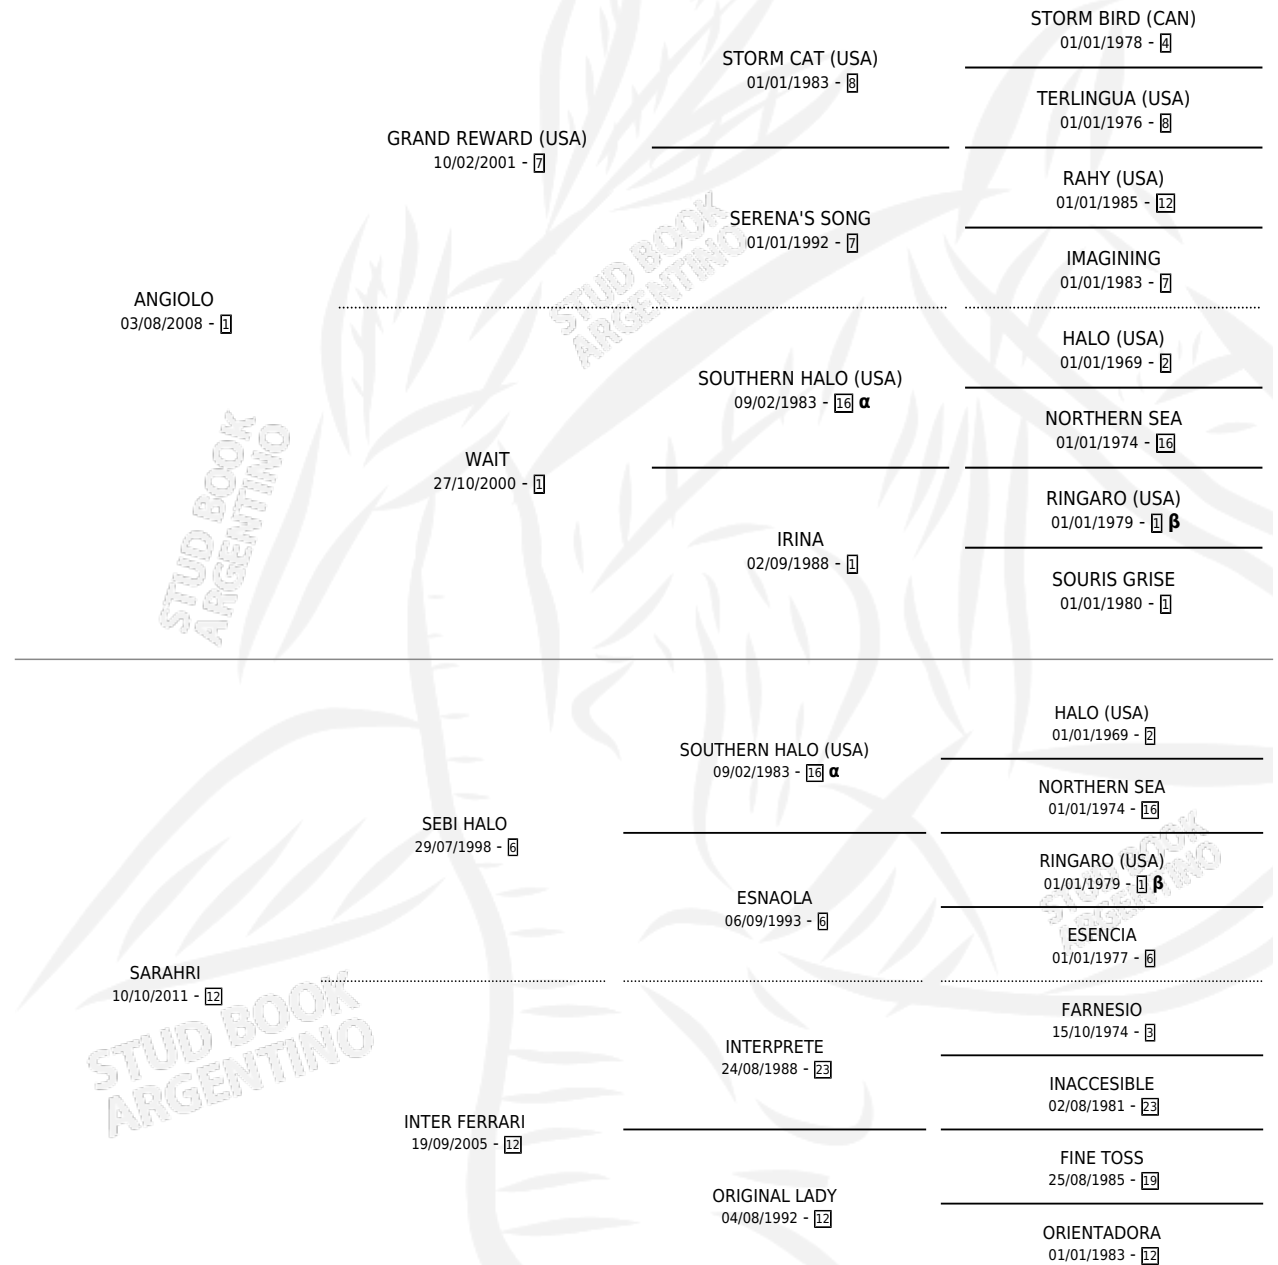 STORM BIRD (CAN)
01/01/1978 - 4
STORM CAT (USA)
01/01/1983 - 8
TERLINGUA (USA)
01/01/1976 - 8
GRAND REWARD (USA)
10/02/2001 - 7
RAHY (USA)
01/01/1985 - 12
SERENA'S SONG
01/01/1992 - 7
IMAGINING
01/01/1983 - 7
ANGIOLO
03/08/2008 - 1
HALO (USA)
01/01/1969 - 2
SOUTHERN HALO (USA)
09/02/1983 - 16 α
NORTHERN SEA
01/01/1974 - 16
WAIT
27/10/2000 - 1
RINGARO (USA)
01/01/1979 - 1 β
IRINA
02/09/1988 - 1
SOURIS GRISE
01/01/1980 - 1
HALO (USA)
01/01/1969 - 2
SOUTHERN HALO (USA)
09/02/1983 - 16 α
NORTHERN SEA
01/01/1974 - 16
SEBI HALO
29/07/1998 - 6
RINGARO (USA)
01/01/1979 - 1 β
ESNAOLA
06/09/1993 - 6
ESENCIA
01/01/1977 - 6
SARAHRI
10/10/2011 - 12
FARNESIO
15/10/1974 - 3
INTERPRETE
24/08/1988 - 23
INACCESIBLE
02/08/1981 - 23
INTER FERRARI
19/09/2005 - 12
FINE TOSS
25/08/1985 - 19
ORIGINAL LADY
04/08/1992 - 12
ORIENTADORA
01/01/1983 - 12
STUD BOOK
ARGENTINO
STUD BOOK
ARGENTINO
STUD BOOK
ARGENTINO
STUD BOOK
ARGENTINO